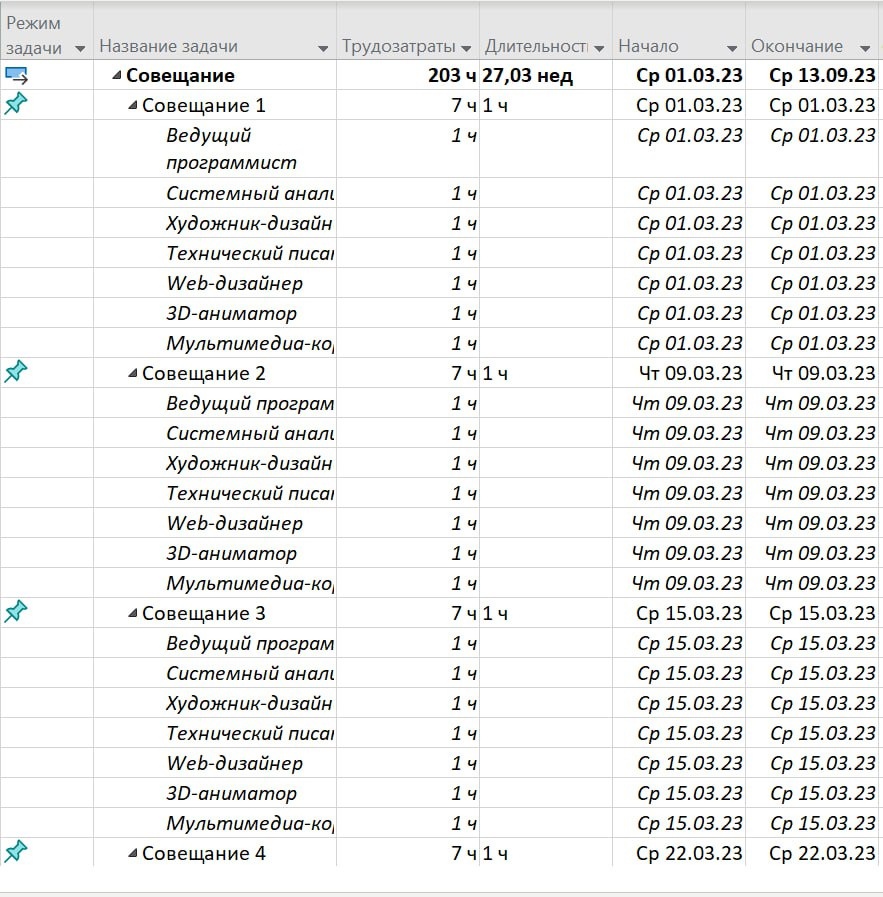 Режим задачи Название задачи Трудозатраты Длительност Начало Окончание
Совещание 203 ч 27,03 нед Ср 01.03.23 Ср 13.09.23
Совещание 1 7 ч 1 ч Ср 01.03.23 Ср 01.03.23
Ведущий программист 1 ч Ср 01.03.23 Ср 01.03.23
Системный анали 1 ч Ср 01.03.23 Ср 01.03.23
Художник-дизайн 1 ч Ср 01.03.23 Ср 01.03.23
Технический писат 1 ч Ср 01.03.23 Ср 01.03.23
Web-дизайнер 1 ч Ср 01.03.23 Ср 01.03.23
3D-аниматор 1 ч Ср 01.03.23 Ср 01.03.23
Мультимедиа-кор 1 ч Ср 01.03.23 Ср 01.03.23
Совещание 2 7 ч 1 ч Чт 09.03.23 Чт 09.03.23
Ведущий програм 1 ч Чт 09.03.23 Чт 09.03.23
Системный анали 1 ч Чт 09.03.23 Чт 09.03.23
Художник-дизайн 1 ч Чт 09.03.23 Чт 09.03.23
Технический писат 1 ч Чт 09.03.23 Чт 09.03.23
Web-дизайнер 1 ч Чт 09.03.23 Чт 09.03.23
3D-аниматор 1 ч Чт 09.03.23 Чт 09.03.23
Мультимедиа-кор 1 ч Чт 09.03.23 Чт 09.03.23
Совещание 3 7 ч 1 ч Ср 15.03.23 Ср 15.03.23
Ведущий програм 1 ч Ср 15.03.23 Ср 15.03.23
Системный анали 1 ч Ср 15.03.23 Ср 15.03.23
Художник-дизайн 1 ч Ср 15.03.23 Ср 15.03.23
Технический писат 1 ч Ср 15.03.23 Ср 15.03.23
Web-дизайнер 1 ч Ср 15.03.23 Ср 15.03.23
3D-аниматор 1 ч Ср 15.03.23 Ср 15.03.23
Мультимедиа-кор 1 ч Ср 15.03.23 Ср 15.03.23
Совещание 4 7 ч 1 ч Ср 22.03.23 Ср 22.03.23